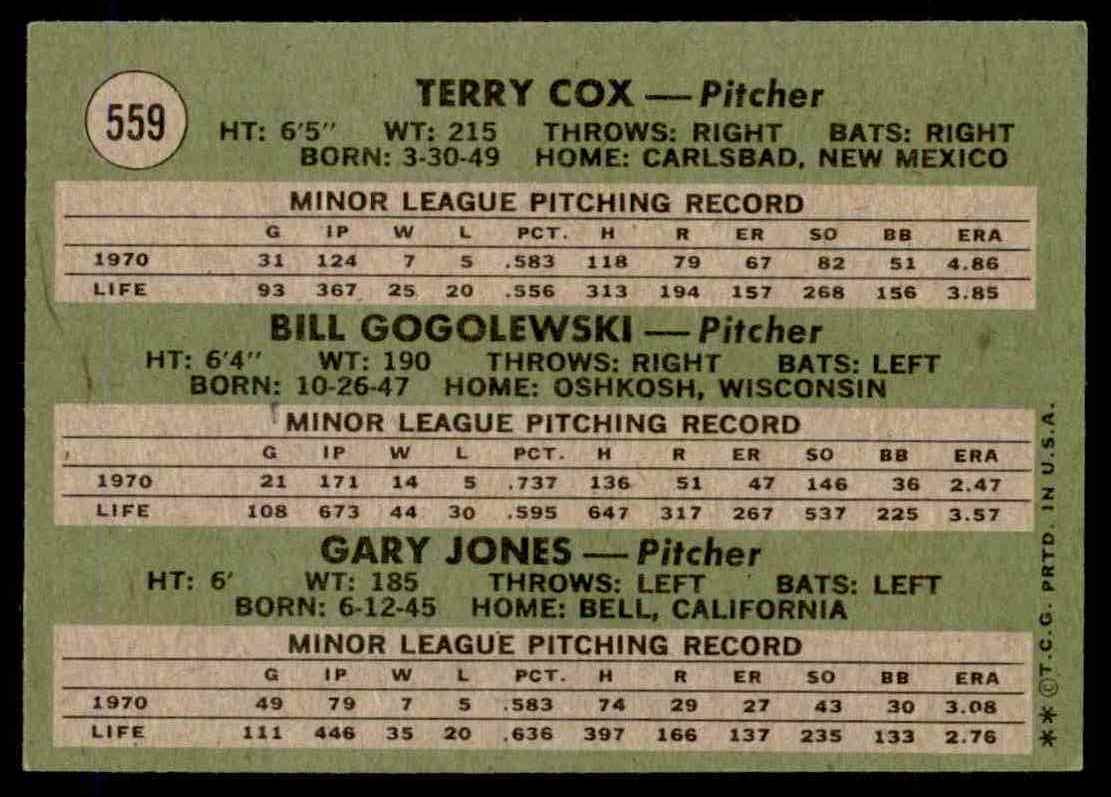 559
TERRY COX — Pitcher
HT: 6'5" WT: 215 THROWS: RIGHT BATS: RIGHT
BORN: 3-30-49 HOME: CARLSBAD, NEW MEXICO
MINOR LEAGUE PITCHING RECORD
G IP W L PCT. H R ER SO BB ERA
1970 31 124 7 5 .583 118 79 67 82 51 4.86
LIFE 93 367 25 20 .556 313 194 157 268 156 3.85
BILL GOGOLEWSKI — Pitcher
HT: 6'4" WT: 190 THROWS: RIGHT BATS: LEFT
BORN: 10-26-47 HOME: OSHKOSH, WISCONSIN
MINOR LEAGUE PITCHING RECORD
G IP W L PCT. H R ER SO BB ERA
1970 21 171 14 5 .737 136 51 47 146 36 2.47
LIFE 108 673 44 30 .595 647 317 267 537 225 3.57
GARY JONES — Pitcher
HT: 6' WT: 185 THROWS: LEFT BATS: LEFT
BORN: 6-12-45 HOME: BELL, CALIFORNIA
MINOR LEAGUE PITCHING RECORD
G IP W L PCT. H R ER SO BB ERA
1970 49 79 7 5 .583 74 29 27 43 30 3.08
LIFE 111 446 35 20 .636 397 166 137 235 133 2.76
** © T.C.G. PRTD. IN U.S.A.